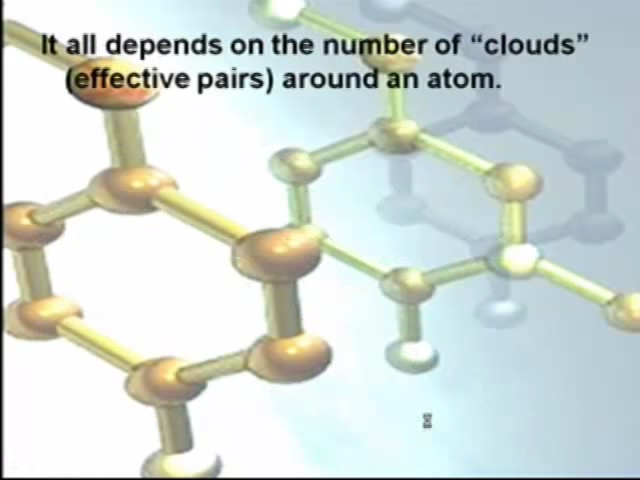 It all depends on the number of “clouds”
(effective pairs) around an atom.